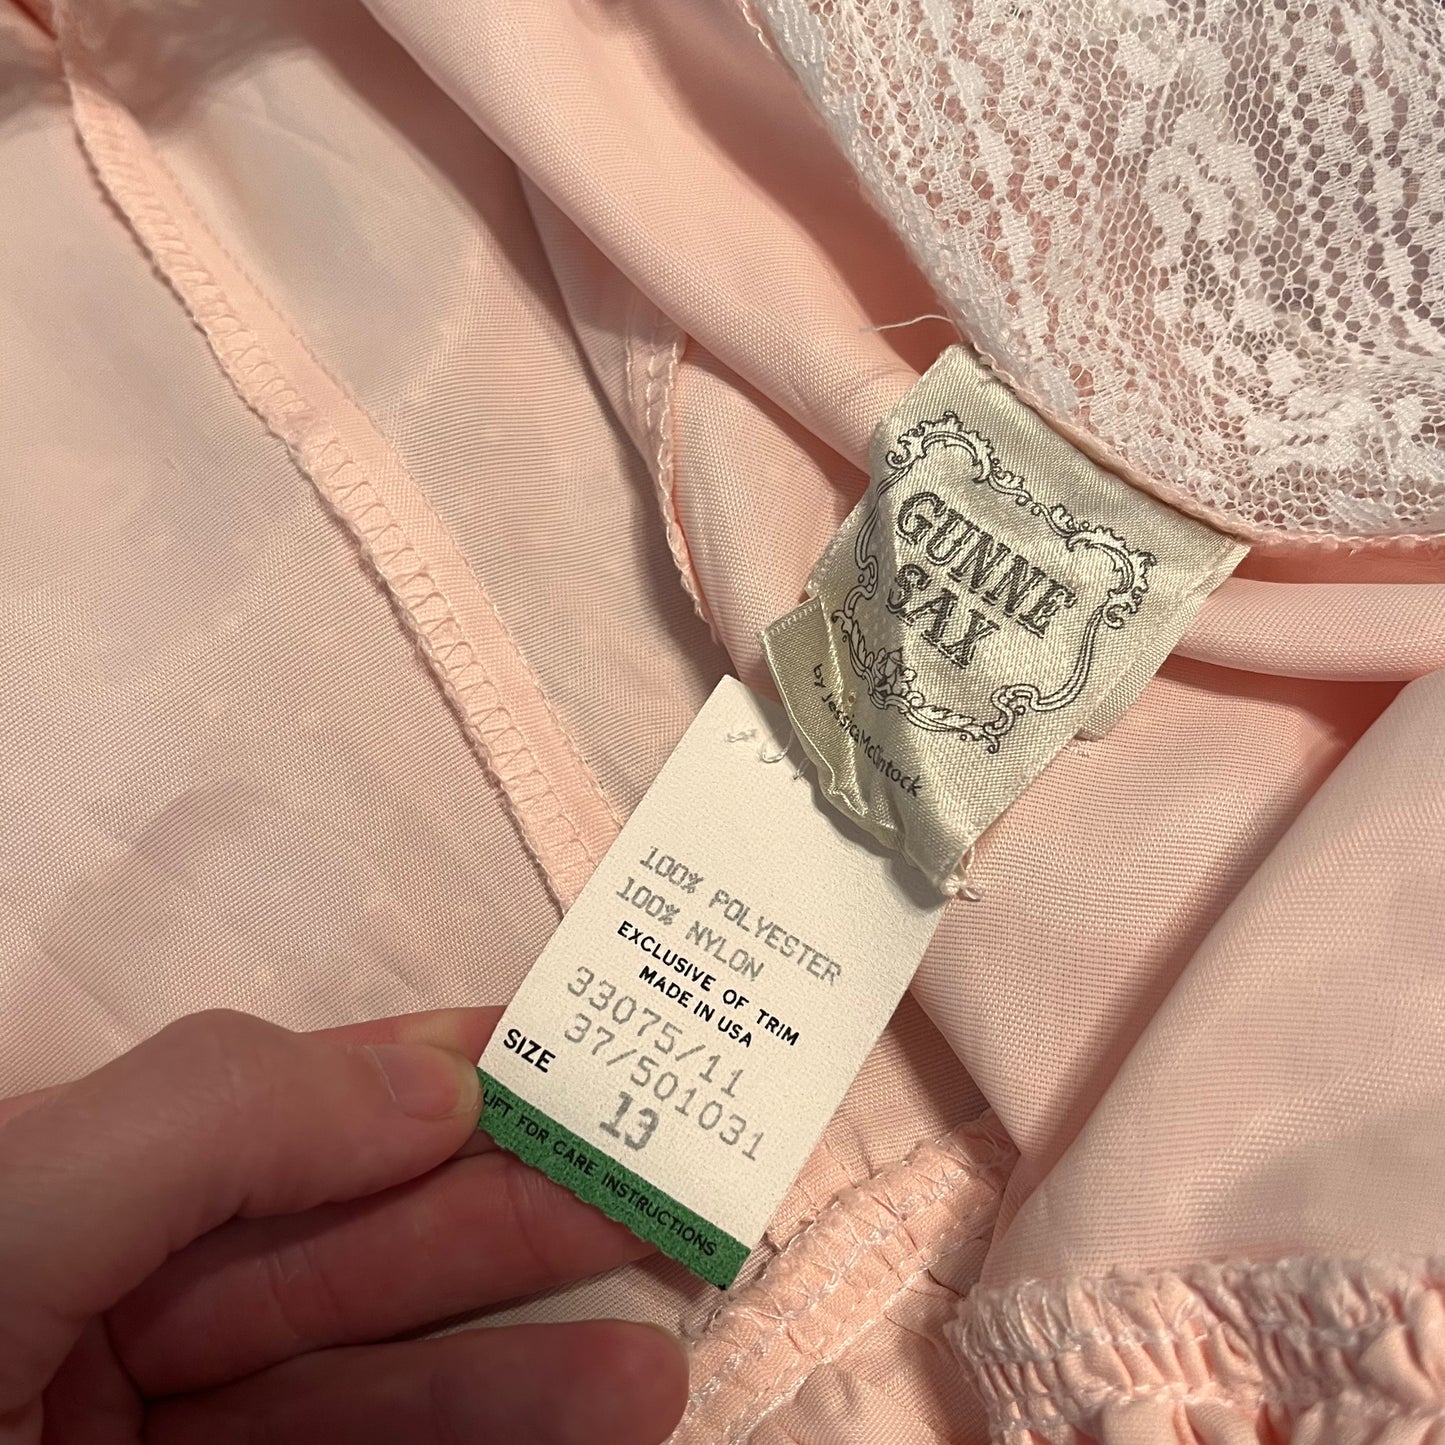 GUNNE
SAX
by Jessica McClintock
100% POLYESTER
100% NYLON
EXCLUSIVE OF TRIM
MADE IN USA
33075/11
37/501031
SIZE 13
LIFT FOR CARE INSTRUCTIONS